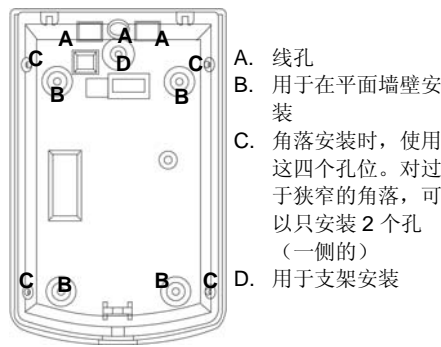 A A A
C D C
B B
C B B C
A. 线孔
B. 用于在平面墙壁安
装
C. 角落安装时，使用
这四个孔位。对过
于狭窄的角落，可
以只安装 2 个孔
（一侧的）
D. 用于支架安装